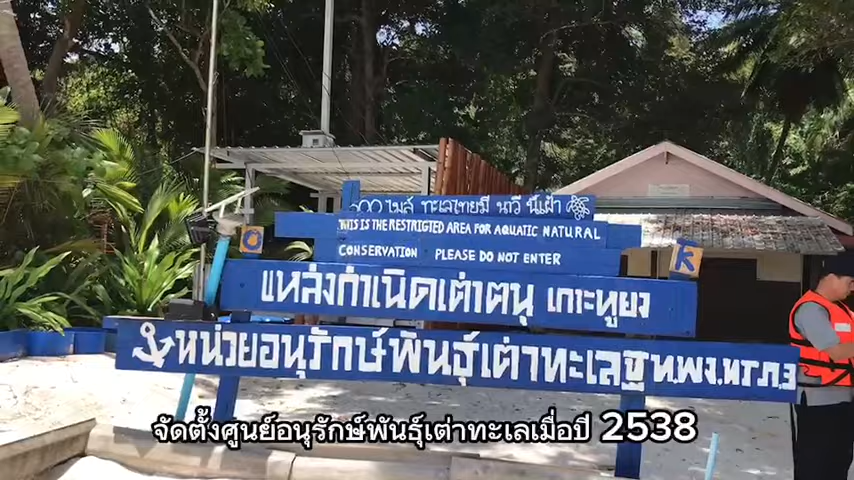 ๑๐๐ ไมล์ ทะเลไทยมี นาวี นี้เฝ้า
THIS IS THE RESTRICTED AREA FOR AQUATIC NATURAL
CONSERVATION PLEASE DO NOT ENTER
แหล่งกำเนิดเต่าตนุ เกาะหูยง
หน่วยอนุรักษ์พันธุ์เต่าทะเลฐทพง.ทรภ.๓
จัดตั้งศูนย์อนุรักษ์พันธุ์เต่าทะเลเมื่อปี 2538